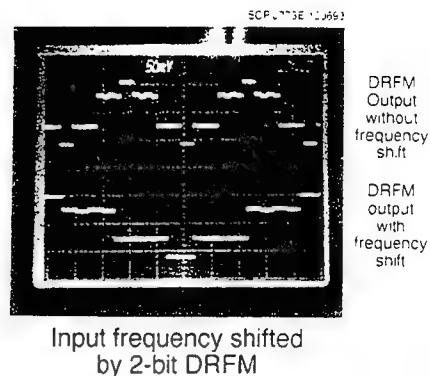 50mV
DRFM
Output
without
frequency
shift
DRFM
output
with
frequency
shift
Input frequency shifted
by 2-bit DRFM